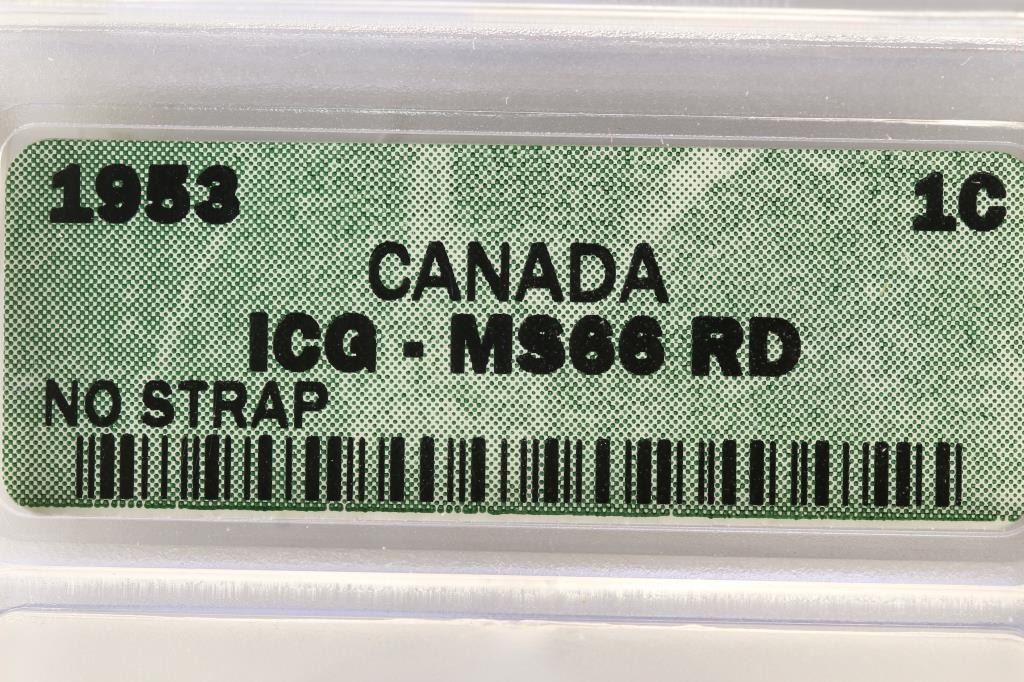 1953 1C
CANADA
ICG - MS66 RD
NO STRAP